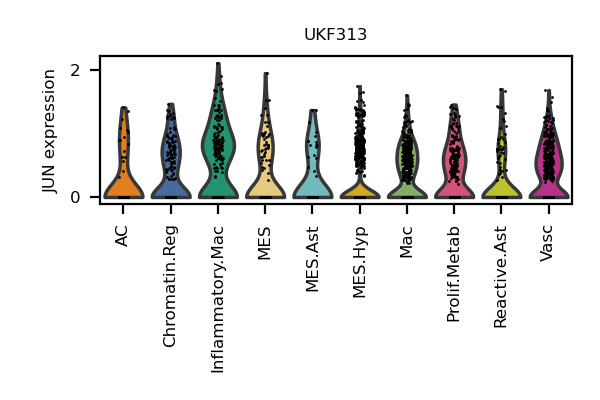 UKF313
JUN expression
2
0
AC
Chromatin.Reg
Inflammatory.Mac
MES
MES.Ast
MES.Hyp
Mac
Prolif.Metab
Reactive.Ast
Vasc